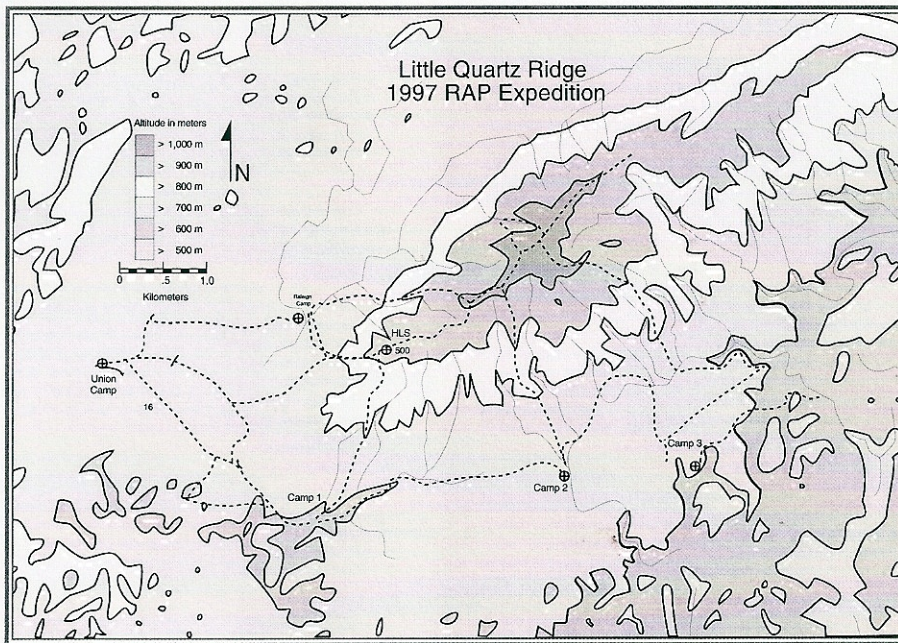 Little Quartz Ridge
1997 RAP Expedition
Altitude in meters
> 1,000 m
> 900 m
> 800 m
> 700 m
> 600 m
> 500 m
N
0 .5 1.0
Kilometers
Camp
HLS
500
Union
Camp
16
Camp 1
Camp 2
Camp 3